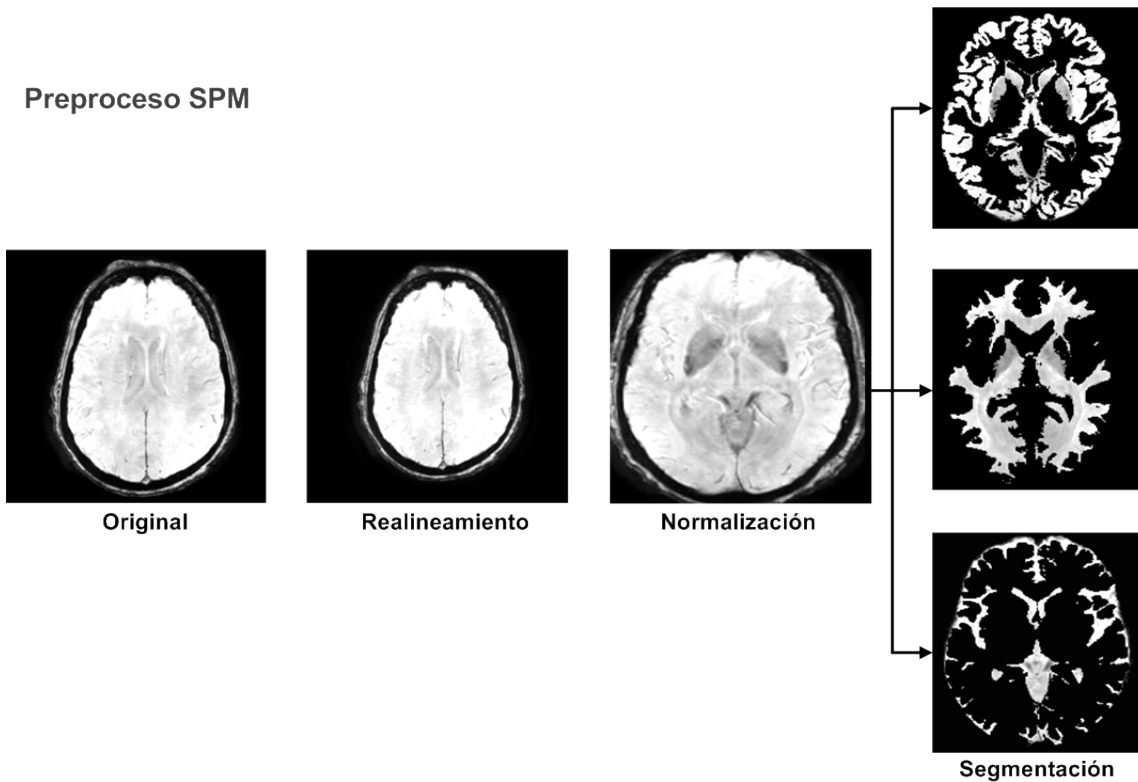 Preproceso SPM
Original
Realineamiento
Normalización
Segmentación